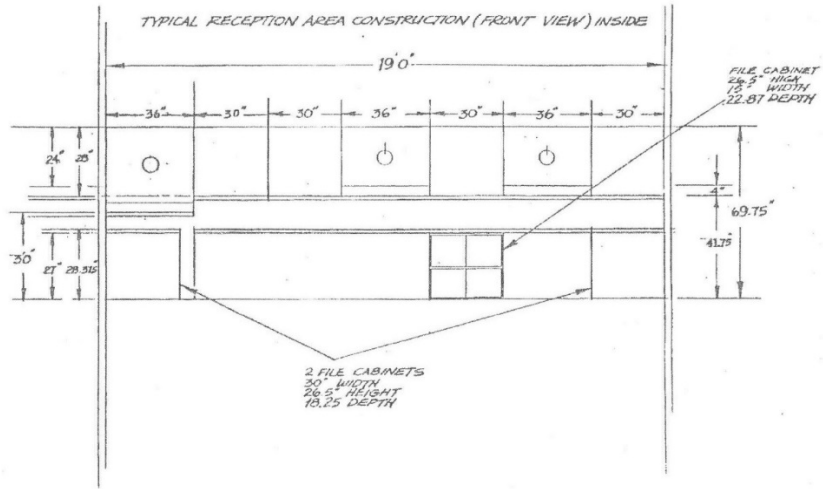 TYPICAL RECEPTION AREA CONSTRUCTION (FRONT VIEW) INSIDE
19'0"
FILE CABINET
26.5" HIGH
15" WIDTH
22.87 DEPTH
36" 30" 30" 36" 30" 36" 30"
24" 28"
4"
69.75"
41.75"
30" 27" 28.375"
2 FILE CABINETS
30" WIDTH
26.5" HEIGHT
18.25 DEPTH